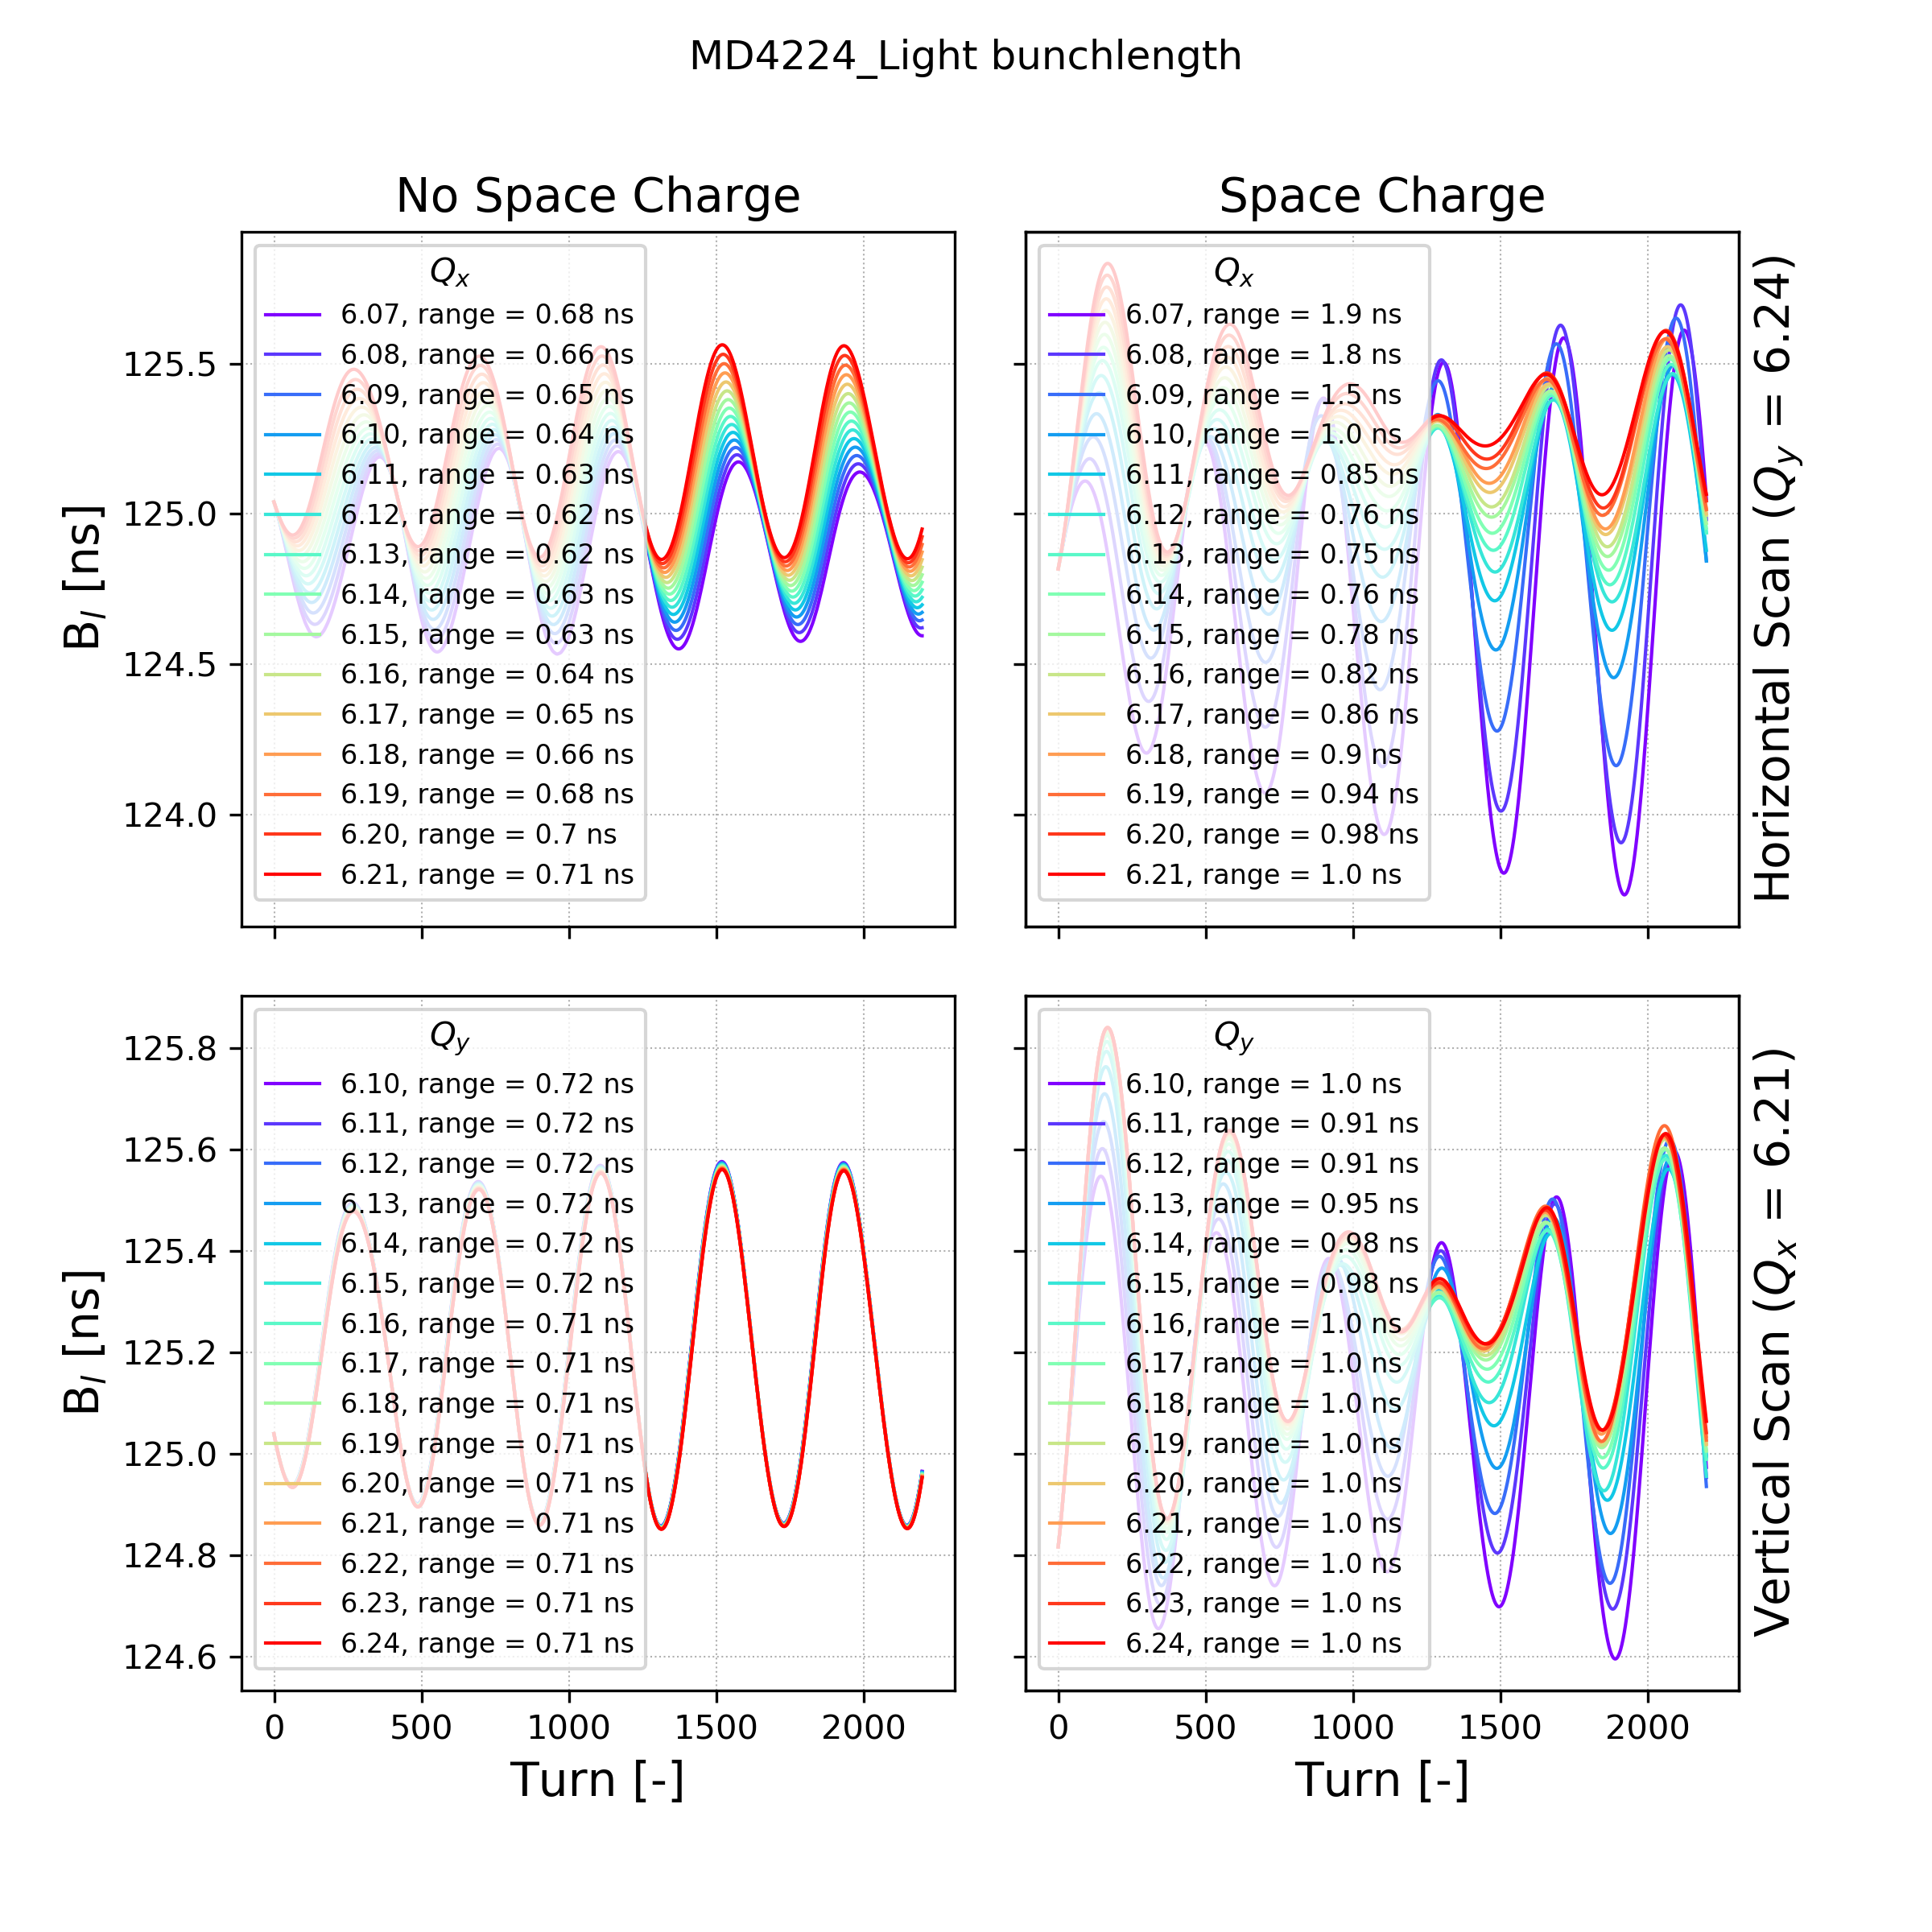 MD4224_Light bunchlength
No Space Charge
Space Charge
Q_x
6.07, range = 0.68 ns
6.08, range = 0.66 ns
6.09, range = 0.65 ns
6.10, range = 0.64 ns
6.11, range = 0.63 ns
6.12, range = 0.62 ns
6.13, range = 0.62 ns
6.14, range = 0.63 ns
6.15, range = 0.63 ns
6.16, range = 0.64 ns
6.17, range = 0.65 ns
6.18, range = 0.66 ns
6.19, range = 0.68 ns
6.20, range = 0.7 ns
6.21, range = 0.71 ns
125.5
125.0
124.5
124.0
B_l [ns]
Q_x
6.07, range = 1.9 ns
6.08, range = 1.8 ns
6.09, range = 1.5 ns
6.10, range = 1.0 ns
6.11, range = 0.85 ns
6.12, range = 0.76 ns
6.13, range = 0.75 ns
6.14, range = 0.76 ns
6.15, range = 0.78 ns
6.16, range = 0.82 ns
6.17, range = 0.86 ns
6.18, range = 0.9 ns
6.19, range = 0.94 ns
6.20, range = 0.98 ns
6.21, range = 1.0 ns
Horizontal Scan (Q_y = 6.24)
Q_y
6.10, range = 0.72 ns
6.11, range = 0.72 ns
6.12, range = 0.72 ns
6.13, range = 0.72 ns
6.14, range = 0.72 ns
6.15, range = 0.72 ns
6.16, range = 0.71 ns
6.17, range = 0.71 ns
6.18, range = 0.71 ns
6.19, range = 0.71 ns
6.20, range = 0.71 ns
6.21, range = 0.71 ns
6.22, range = 0.71 ns
6.23, range = 0.71 ns
6.24, range = 0.71 ns
125.8
125.6
125.4
125.2
125.0
124.8
124.6
B_l [ns]
0 500 1000 1500 2000
Turn [-]
Q_y
6.10, range = 1.0 ns
6.11, range = 0.91 ns
6.12, range = 0.91 ns
6.13, range = 0.95 ns
6.14, range = 0.98 ns
6.15, range = 0.98 ns
6.16, range = 1.0 ns
6.17, range = 1.0 ns
6.18, range = 1.0 ns
6.19, range = 1.0 ns
6.20, range = 1.0 ns
6.21, range = 1.0 ns
6.22, range = 1.0 ns
6.23, range = 1.0 ns
6.24, range = 1.0 ns
0 500 1000 1500 2000
Turn [-]
Vertical Scan (Q_x = 6.21)